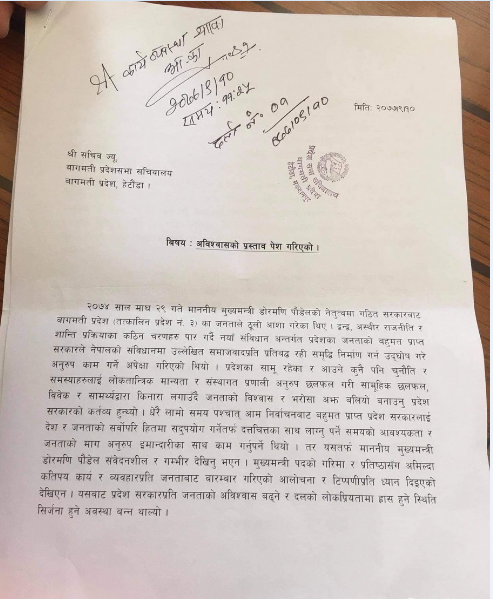 श्री कार्य व्यवस्था शाखा
२०७७/९/१०
समय: ११:२५
दर्ता नं. ०१
मिति: २०७७।९।१०
श्री सचिव ज्यू,
बागमती प्रदेशसभा सचिवालय
बागमती प्रदेश, हेटौंडा ।
विषय : अविश्वासको प्रस्ताव पेश गरिएको ।
२०७४ साल माघ २९ गते माननीय मुख्यमन्त्री डोरमणि पौडेलको नेतृत्वमा गठित सरकारबाट
बागमती प्रदेश (तत्कालिन प्रदेश नं. ३) का जनताले ठूलो आशा गरेका थिए । द्वन्द्व, अस्थीर राजनीति र
शान्ति प्रक्रियाका कठिन चरणहरु पार गर्दै नयाँ संविधान अन्तर्गत प्रदेशका जनताको बहुमत प्राप्त
सरकारले नेपालको संविधानमा उल्लेखित समाजवादप्रति प्रतिवद्ध रही समृद्धि निर्माण गर्ने उद्घोष गरे
अनुरुप काम गर्ने अपेक्षा गरिएको थियो । प्रदेशका सामू रहेका र आउने कुनै पनि चुनौति र
समस्याहरुलाई लोकतान्त्रिक मान्यता र संस्थागत प्रणाली अनुरुप छलफल गरी सामूहिक छलफल,
विवेक र सामर्थ्यद्वारा किनारा लगाउँदै जनताको विश्वास र भरोसा अझ बलियो बनाउनु प्रदेश
सरकारको कर्तव्य हुन्थ्यो । धेरै लामो समय पश्चात् आम निर्वाचनबाट बहुमत प्राप्त प्रदेश सरकारलाई
देश र जनताको सर्वोपरि हितमा सदुपयोग गर्नेतर्फ दत्तचित्तका साथ लाग्नु पर्ने समयको आवश्यकता र
जनताको माग अनुरुप इमान्दारीका साथ काम गर्नुपर्ने थियो । तर यसतर्फ माननीय मुख्यमन्त्री
डोरमणि पौडेल संवेदनशील र गम्भीर देखिनु भएन । मुख्यमन्त्री पदको गरिमा र प्रतिष्ठासँग अमिल्दा
कतिपय कार्य र व्यवहारप्रति जनताबाट बारम्बार गरिएको आलोचना र टिप्पणीप्रति ध्यान दिइएको
देखिएन । यसबाट प्रदेश सरकारप्रति जनताको अविश्वास बढ्ने र दलको लोकप्रियतामा ह्रास हुने स्थिति
सिर्जना हुने अवस्था बन्न थाल्यो ।